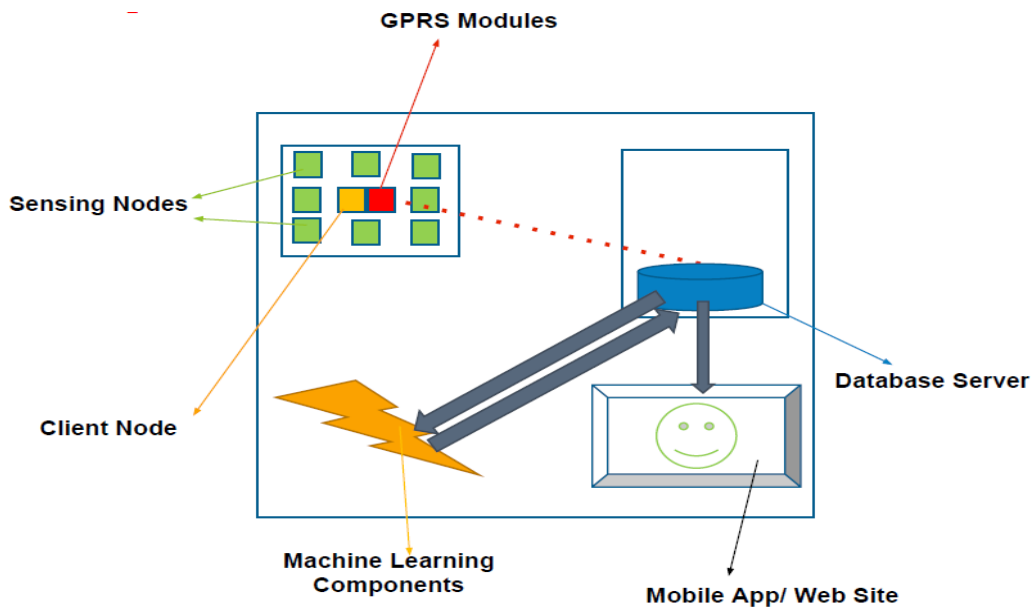 GPRS Modules
Sensing Nodes
Database Server
Client Node
Machine Learning
Components
Mobile App/ Web Site